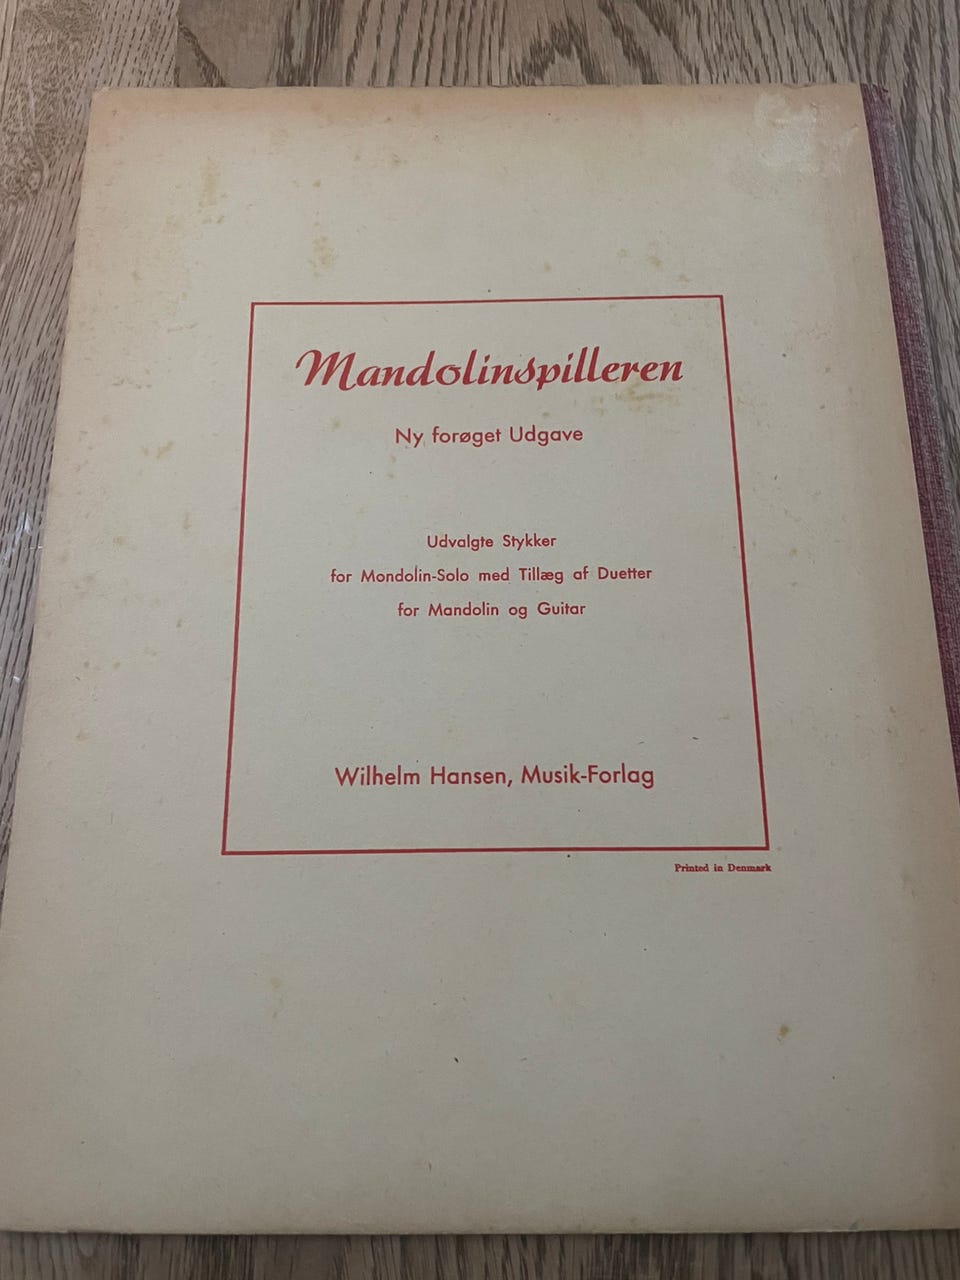 Mandolinspilleren
Ny forøget Udgave
Udvalgte Stykker
for Mondolin-Solo med Tillæg af Duetter
for Mandolin og Guitar
Wilhelm Hansen, Musik-Forlag
Printed in Denmark